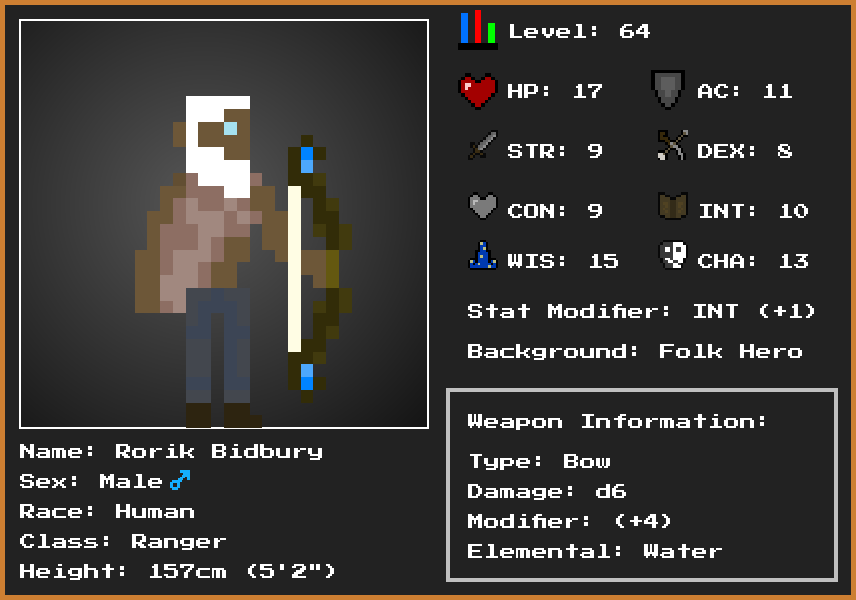 Level: 64
HP: 17 AC: 11
STR: 9 DEX: 8
CON: 9 INT: 10
WIS: 15 CHA: 13
Stat Modifier: INT (+1)
Background: Folk Hero
Weapon Information:
Type: Bow
Damage: d6
Modifier: (+4)
Elemental: Water
Name: Rorik Bidbury
Sex: Male ♂
Race: Human
Class: Ranger
Height: 157cm (5'2")